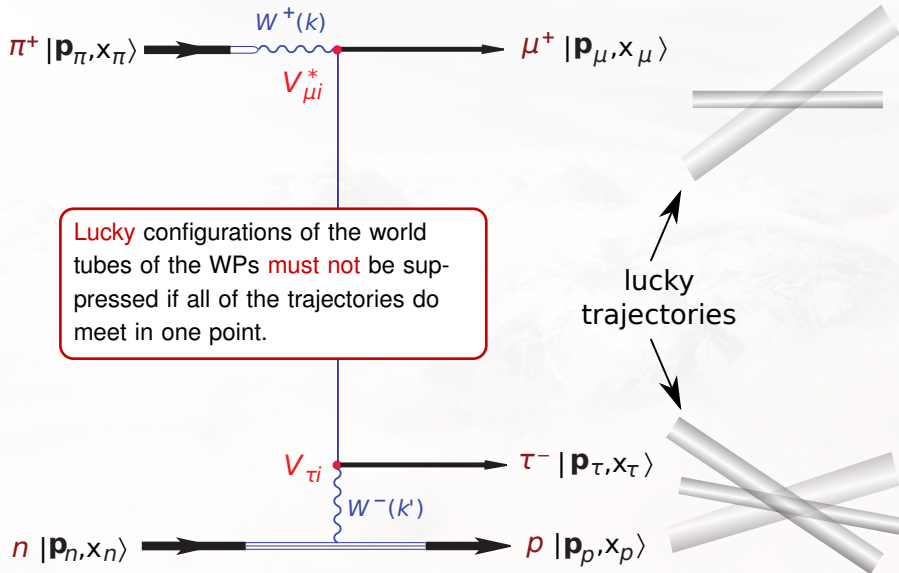 W⁺(k)
π⁺ |𝐩_π,x_π⟩
μ⁺ |𝐩_μ,x_μ⟩
V*_μi
Lucky configurations of the world
tubes of the WPs must not be sup-
pressed if all of the trajectories do
meet in one point.
lucky
trajectories
V_τi
τ⁻ |𝐩_τ,x_τ⟩
W⁻(k')
n |𝐩_n,x_n⟩
p |𝐩_p,x_p⟩